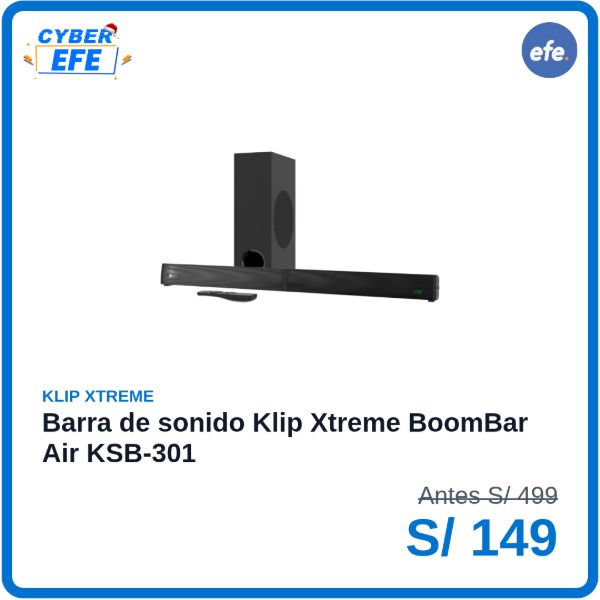 CYBER
EFE
efe.
KLIP XTREME
Barra de sonido Klip Xtreme BoomBar
Air KSB-301
Antes S/ 499
S/ 149